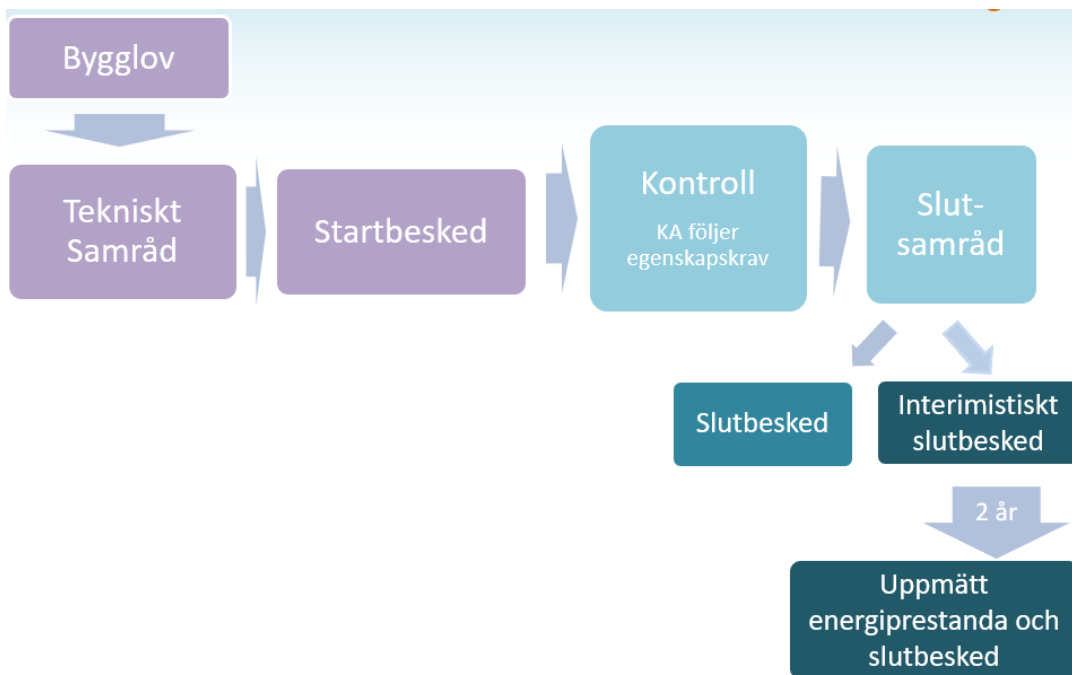 Bygglov
Tekniskt
Samråd
Startbesked
Kontroll
KA följer
egenskapskrav
Slut-
samråd
Slutbesked
Interimistiskt
slutbesked
2 år
Uppmätt
energiprestanda och
slutbesked